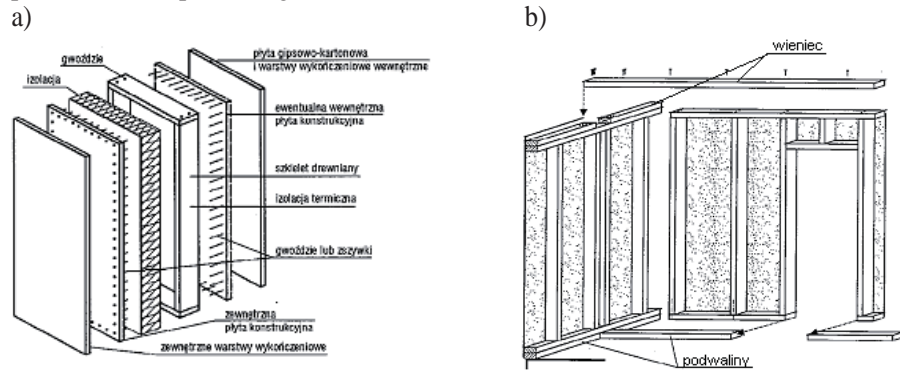 a)
b)
gwoździe
płyta gipsowo-kartonowa
i warstwy wykończeniowe wewnętrzne
izolacja
ewentualna wewnętrzna
płyta konstrukcyjna
szkielet drewniany
izolacja termiczna
gwoździe lub zszywki
zewnętrzna
płyta konstrukcyjna
zewnętrzne warstwy wykończeniowe
wieniec
podwaliny